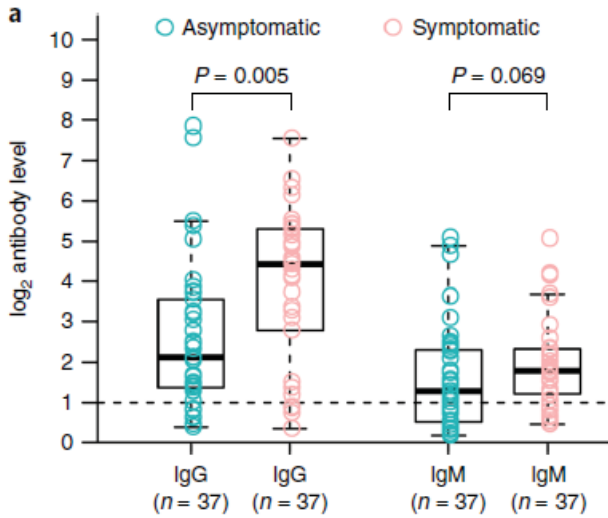 a
Asymptomatic Symptomatic
P = 0.005 P = 0.069
log₂ antibody level
10
9
8
7
6
5
4
3
2
1
0
IgG IgG IgM IgM
(n = 37) (n = 37) (n = 37) (n = 37)